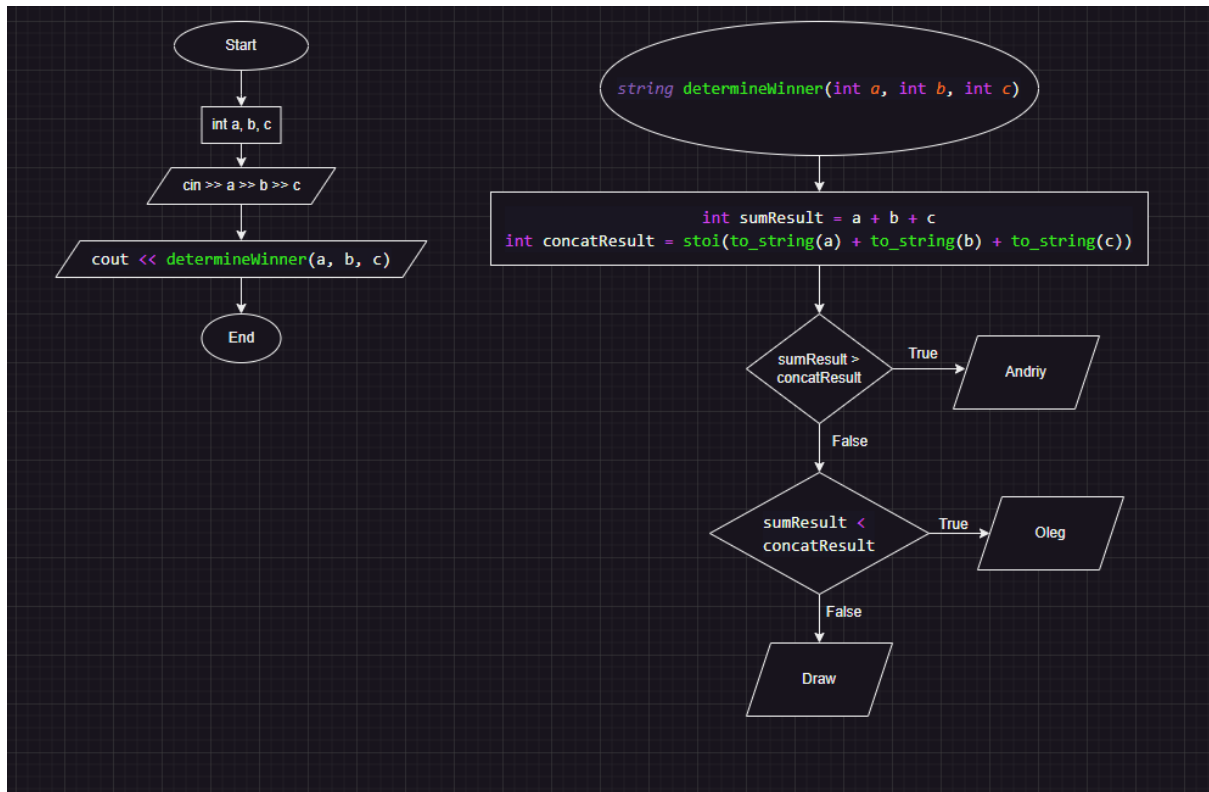 Start
int a, b, c
cin >> a >> b >> c
cout << determineWinner(a, b, c)
End
string determineWinner(int a, int b, int c)
int sumResult = a + b + c
int concatResult = stoi(to_string(a) + to_string(b) + to_string(c))
sumResult >
concatResult
True
Andriy
False
sumResult <
concatResult
True
Oleg
False
Draw